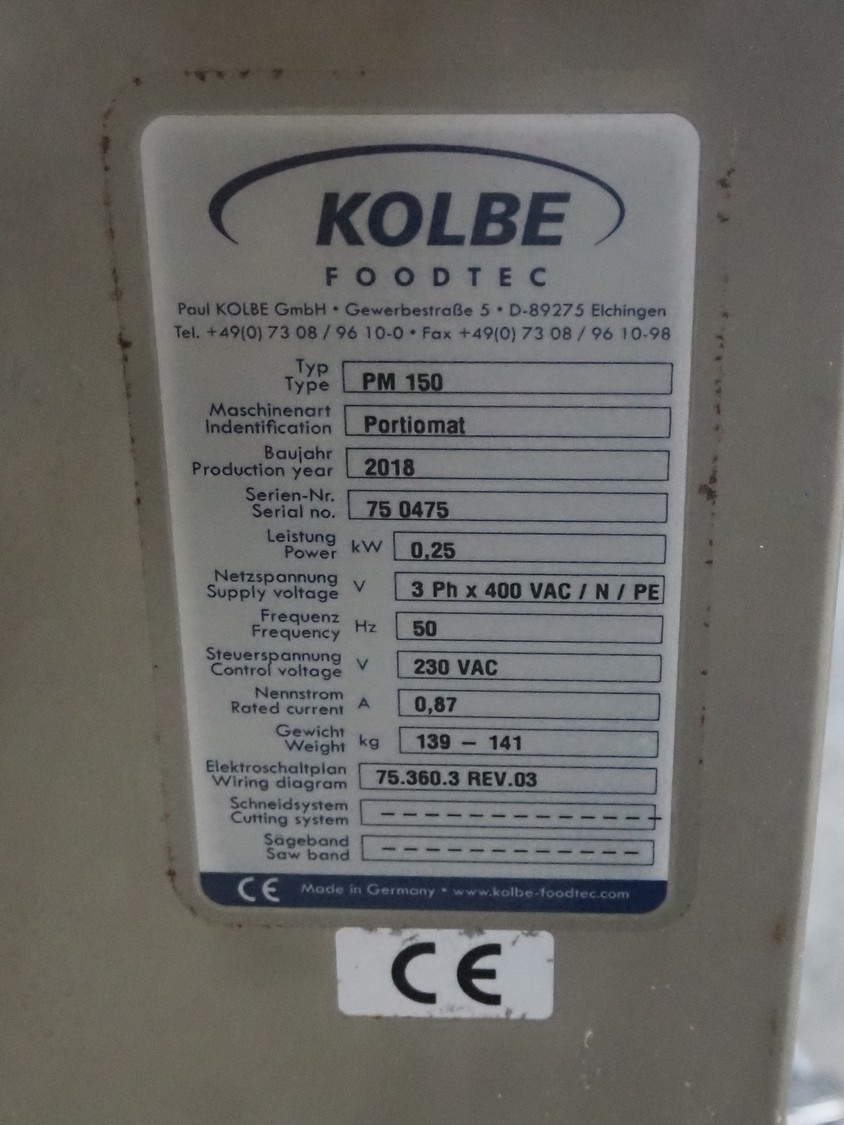 KOLBE
FOODTEC
Paul KOLBE GmbH • Gewerbestraße 5 • D-89275 Elchingen
Tel. +49(0) 73 08 / 96 10-0 • Fax +49(0) 73 08 / 96 10-98
Typ
Type PM 150
Maschinenart
Indentification Portiomat
Baujahr
Production year 2018
Serien-Nr.
Serial no. 75 0475
Leistung
Power kW 0,25
Netzspannung
Supply voltage V 3 Ph x 400 VAC / N / PE
Frequenz
Frequency Hz 50
Steuerspannung
Control voltage V 230 VAC
Nennstrom
Rated current A 0,87
Gewicht
Weight kg 139 – 141
Elektroschaltplan
Wiring diagram 75.360.3 REV.03
Schneidsystem
Cutting system – – – – – – – – – – – – –
Sägeband
Saw band – – – – – – – – – – – –
CE Made in Germany • www.kolbe-foodtec.com
CE